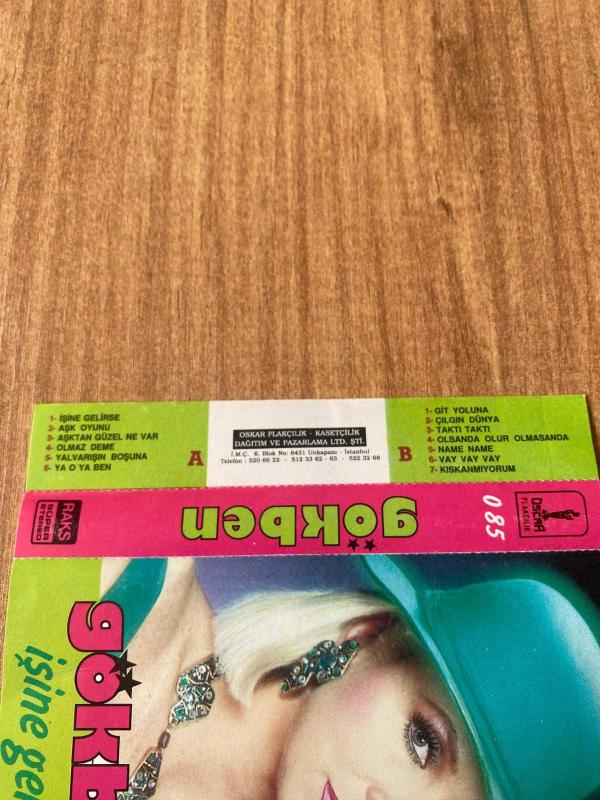 1- İŞİNE GELİRSE
2- AŞK OYUNU
3- AŞKTAN GÜZEL NE VAR
4- OLMAZ DEME
5- YALVARIŞIN BOŞUNA
6- YA O YA BEN
A
OSKAR PLAKÇILIK - KASETÇİLİK
DAĞITIM VE PAZARLAMA LTD. ŞTİ.
İ.M.Ç. 6. Blok No: 6431 Unkapanı - İstanbul
Telefon : 520 66 22 - 512 33 62 - 63 - 522 32 68
B
1- GİT YOLUNA
2- ÇILGIN DÜNYA
3- TAKTI TAKTI
4- OLSANDA OLUR OLMASANDA
5- NAME NAME
6- VAY VAY VAY
7- KISKANMIYORUM
RAKS
SÜPER
STEREO
gökben
085
OSCAR
PLAKÇILIK
gökb
işine ge